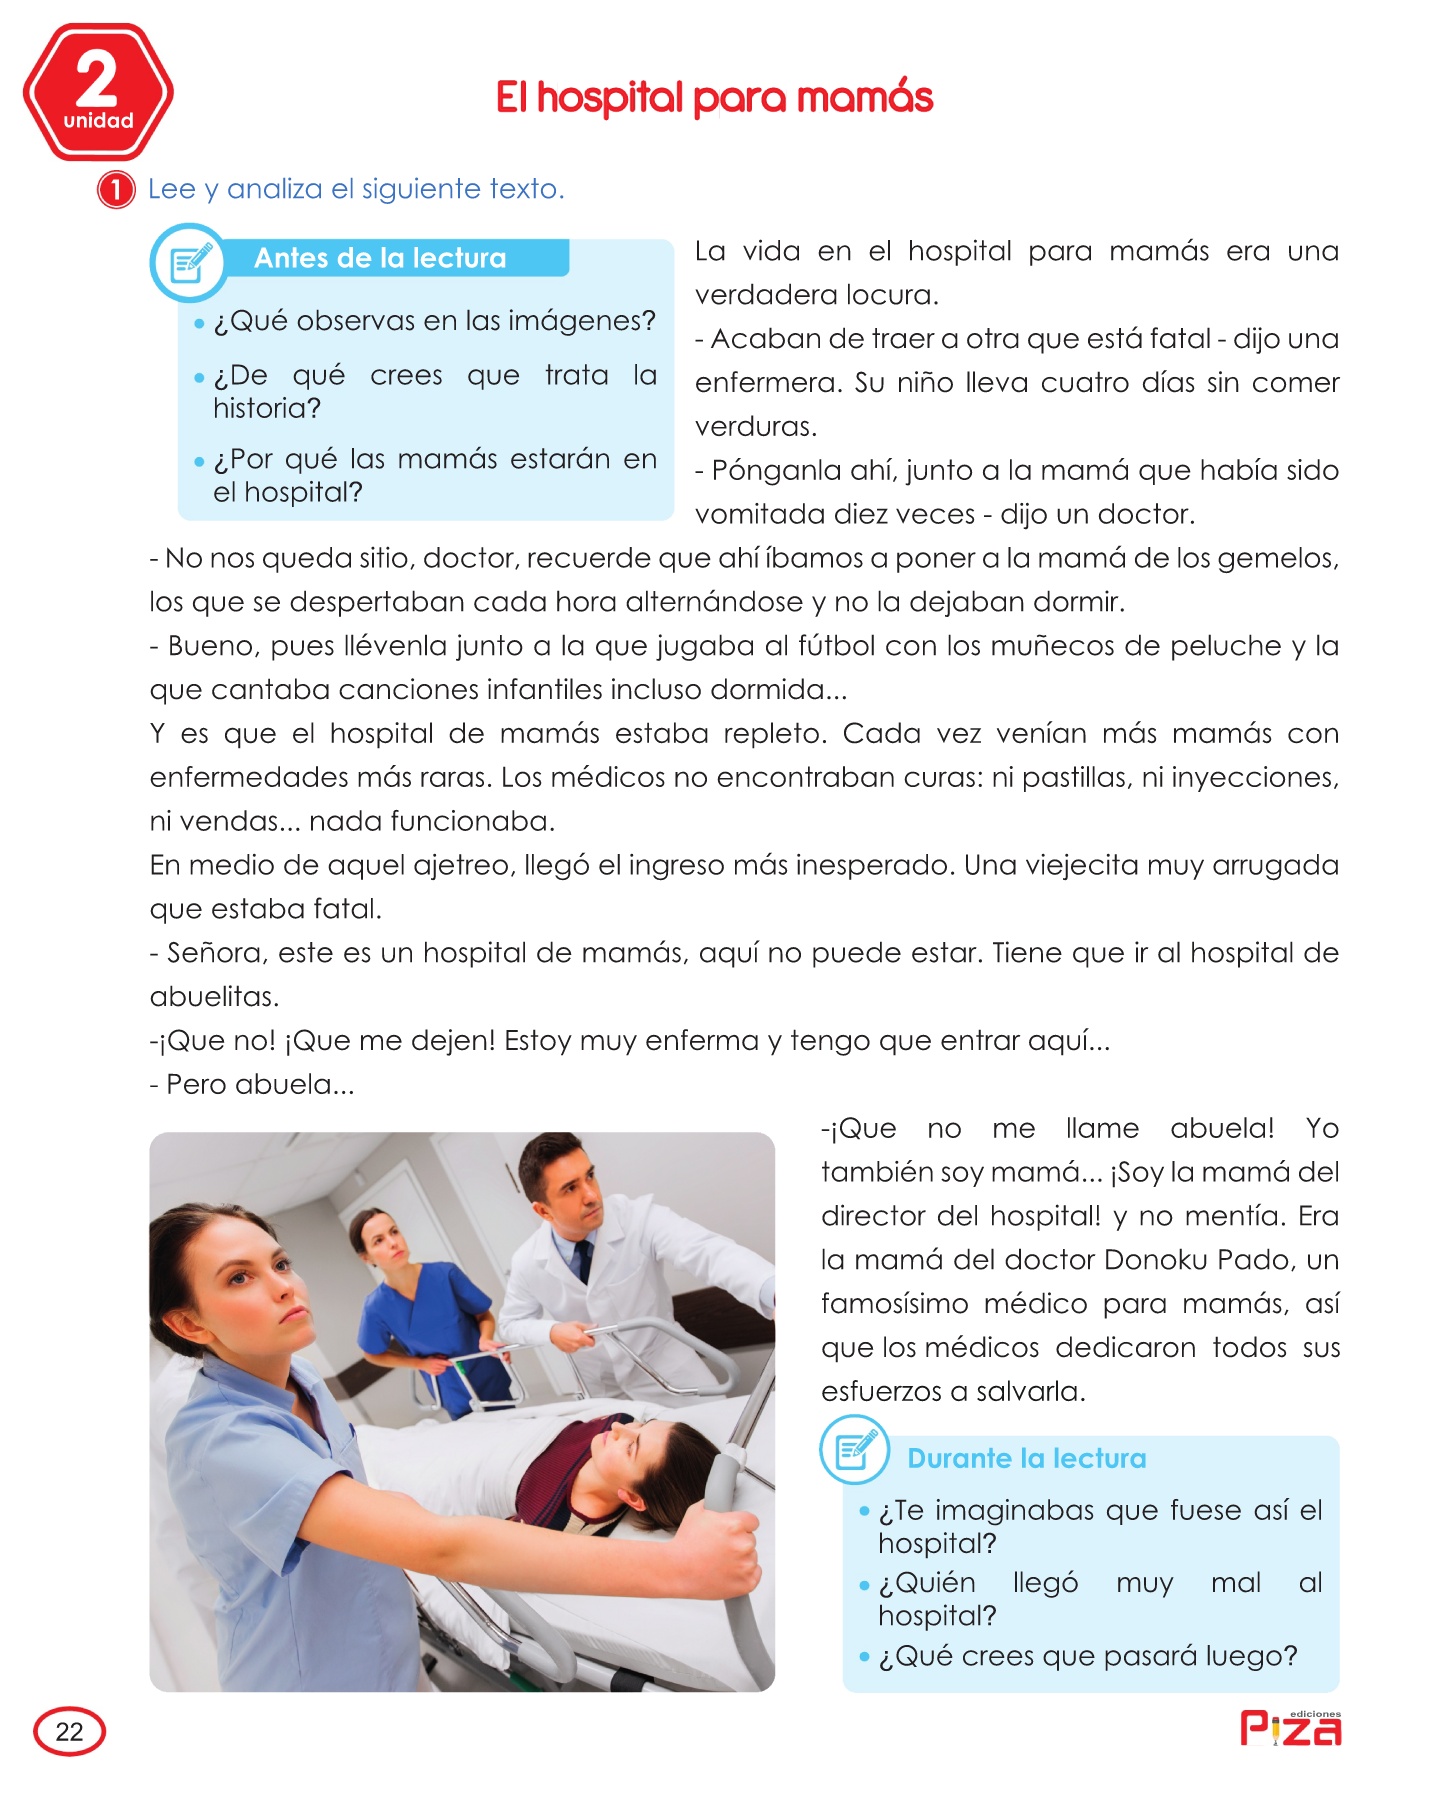 2
unidad
El hospital para mamás
1 Lee y analiza el siguiente texto.
Antes de la lectura
• ¿Qué observas en las imágenes?
• ¿De qué crees que trata la
historia?
• ¿Por qué las mamás estarán en
el hospital?
La vida en el hospital para mamás era una
verdadera locura.
- Acaban de traer a otra que está fatal - dijo una
enfermera. Su niño lleva cuatro días sin comer
verduras.
- Pónganla ahí, junto a la mamá que había sido
vomitada diez veces - dijo un doctor.
- No nos queda sitio, doctor, recuerde que ahí íbamos a poner a la mamá de los gemelos,
los que se despertaban cada hora alternándose y no la dejaban dormir.
- Bueno, pues llévenla junto a la que jugaba al fútbol con los muñecos de peluche y la
que cantaba canciones infantiles incluso dormida...
Y es que el hospital de mamás estaba repleto. Cada vez venían más mamás con
enfermedades más raras. Los médicos no encontraban curas: ni pastillas, ni inyecciones,
ni vendas... nada funcionaba.
En medio de aquel ajetreo, llegó el ingreso más inesperado. Una viejecita muy arrugada
que estaba fatal.
- Señora, este es un hospital de mamás, aquí no puede estar. Tiene que ir al hospital de
abuelitas.
-¡Que no! ¡Que me dejen! Estoy muy enferma y tengo que entrar aquí...
- Pero abuela...
-¡Que no me llame abuela! Yo
también soy mamá... ¡Soy la mamá del
director del hospital! y no mentía. Era
la mamá del doctor Donoku Pado, un
famosísimo médico para mamás, así
que los médicos dedicaron todos sus
esfuerzos a salvarla.
Durante la lectura
• ¿Te imaginabas que fuese así el
hospital?
• ¿Quién llegó muy mal al
hospital?
• ¿Qué crees que pasará luego?
22
ediciones
Piza